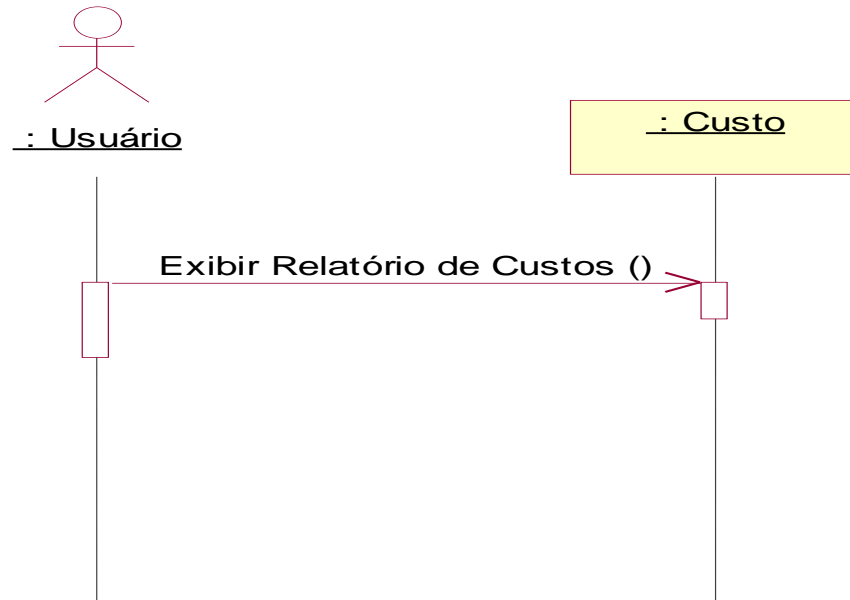 : Usuário
: Custo
Exibir Relatório de Custos ()